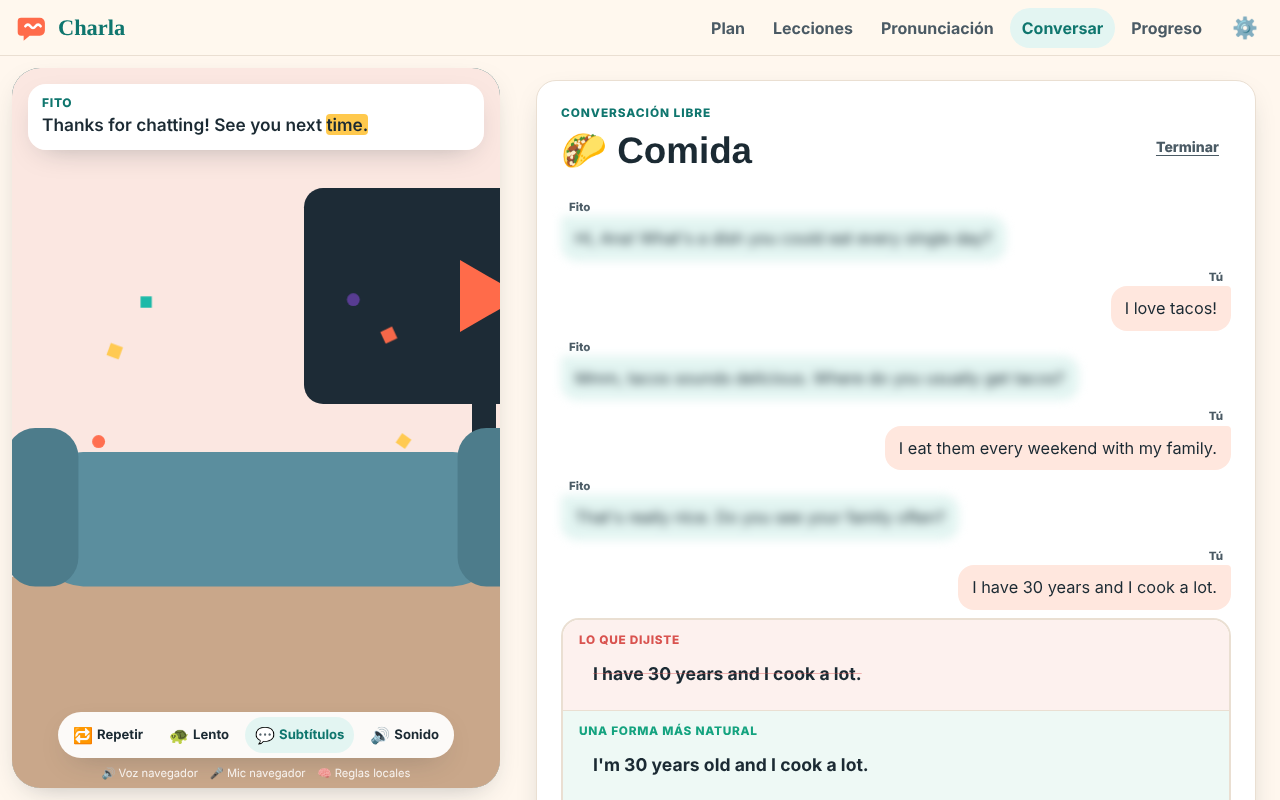 Charla
Plan
Lecciones
Pronunciación
Conversar
Progreso
FITO
Thanks for chatting! See you next time.
Repetir
Lento
Subtítulos
Sonido
Voz navegador
Mic navegador
Reglas locales
CONVERSACIÓN LIBRE
Comida
Terminar
Fito
Tú
I love tacos!
Fito
Tú
I eat them every weekend with my family.
Fito
Tú
I have 30 years and I cook a lot.
LO QUE DIJISTE
I have 30 years and I cook a lot.
UNA FORMA MÁS NATURAL
I'm 30 years old and I cook a lot.